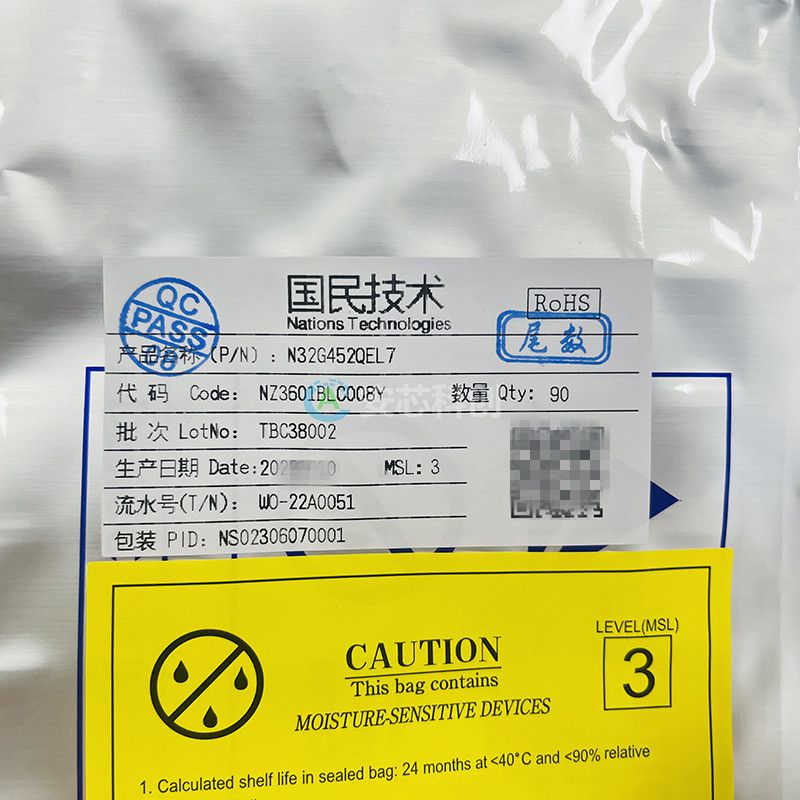 国民技术
Nations Technologies
RoHS
QC
PASS
尾数
产品名称(P/N): N32G452QEL7
代码 Code: NZ3601BLC008Y 数量 Qty: 90
批次 LotNo: TBC38002
生产日期 Date: MSL: 3
流水号(T/N): WO-22A0051
包装 PID: NS02306070001
LEVEL(MSL)
3
CAUTION
This bag contains
MOISTURE-SENSITIVE DEVICES
1. Calculated shelf life in sealed bag: 24 months at <40°C and <90% relative